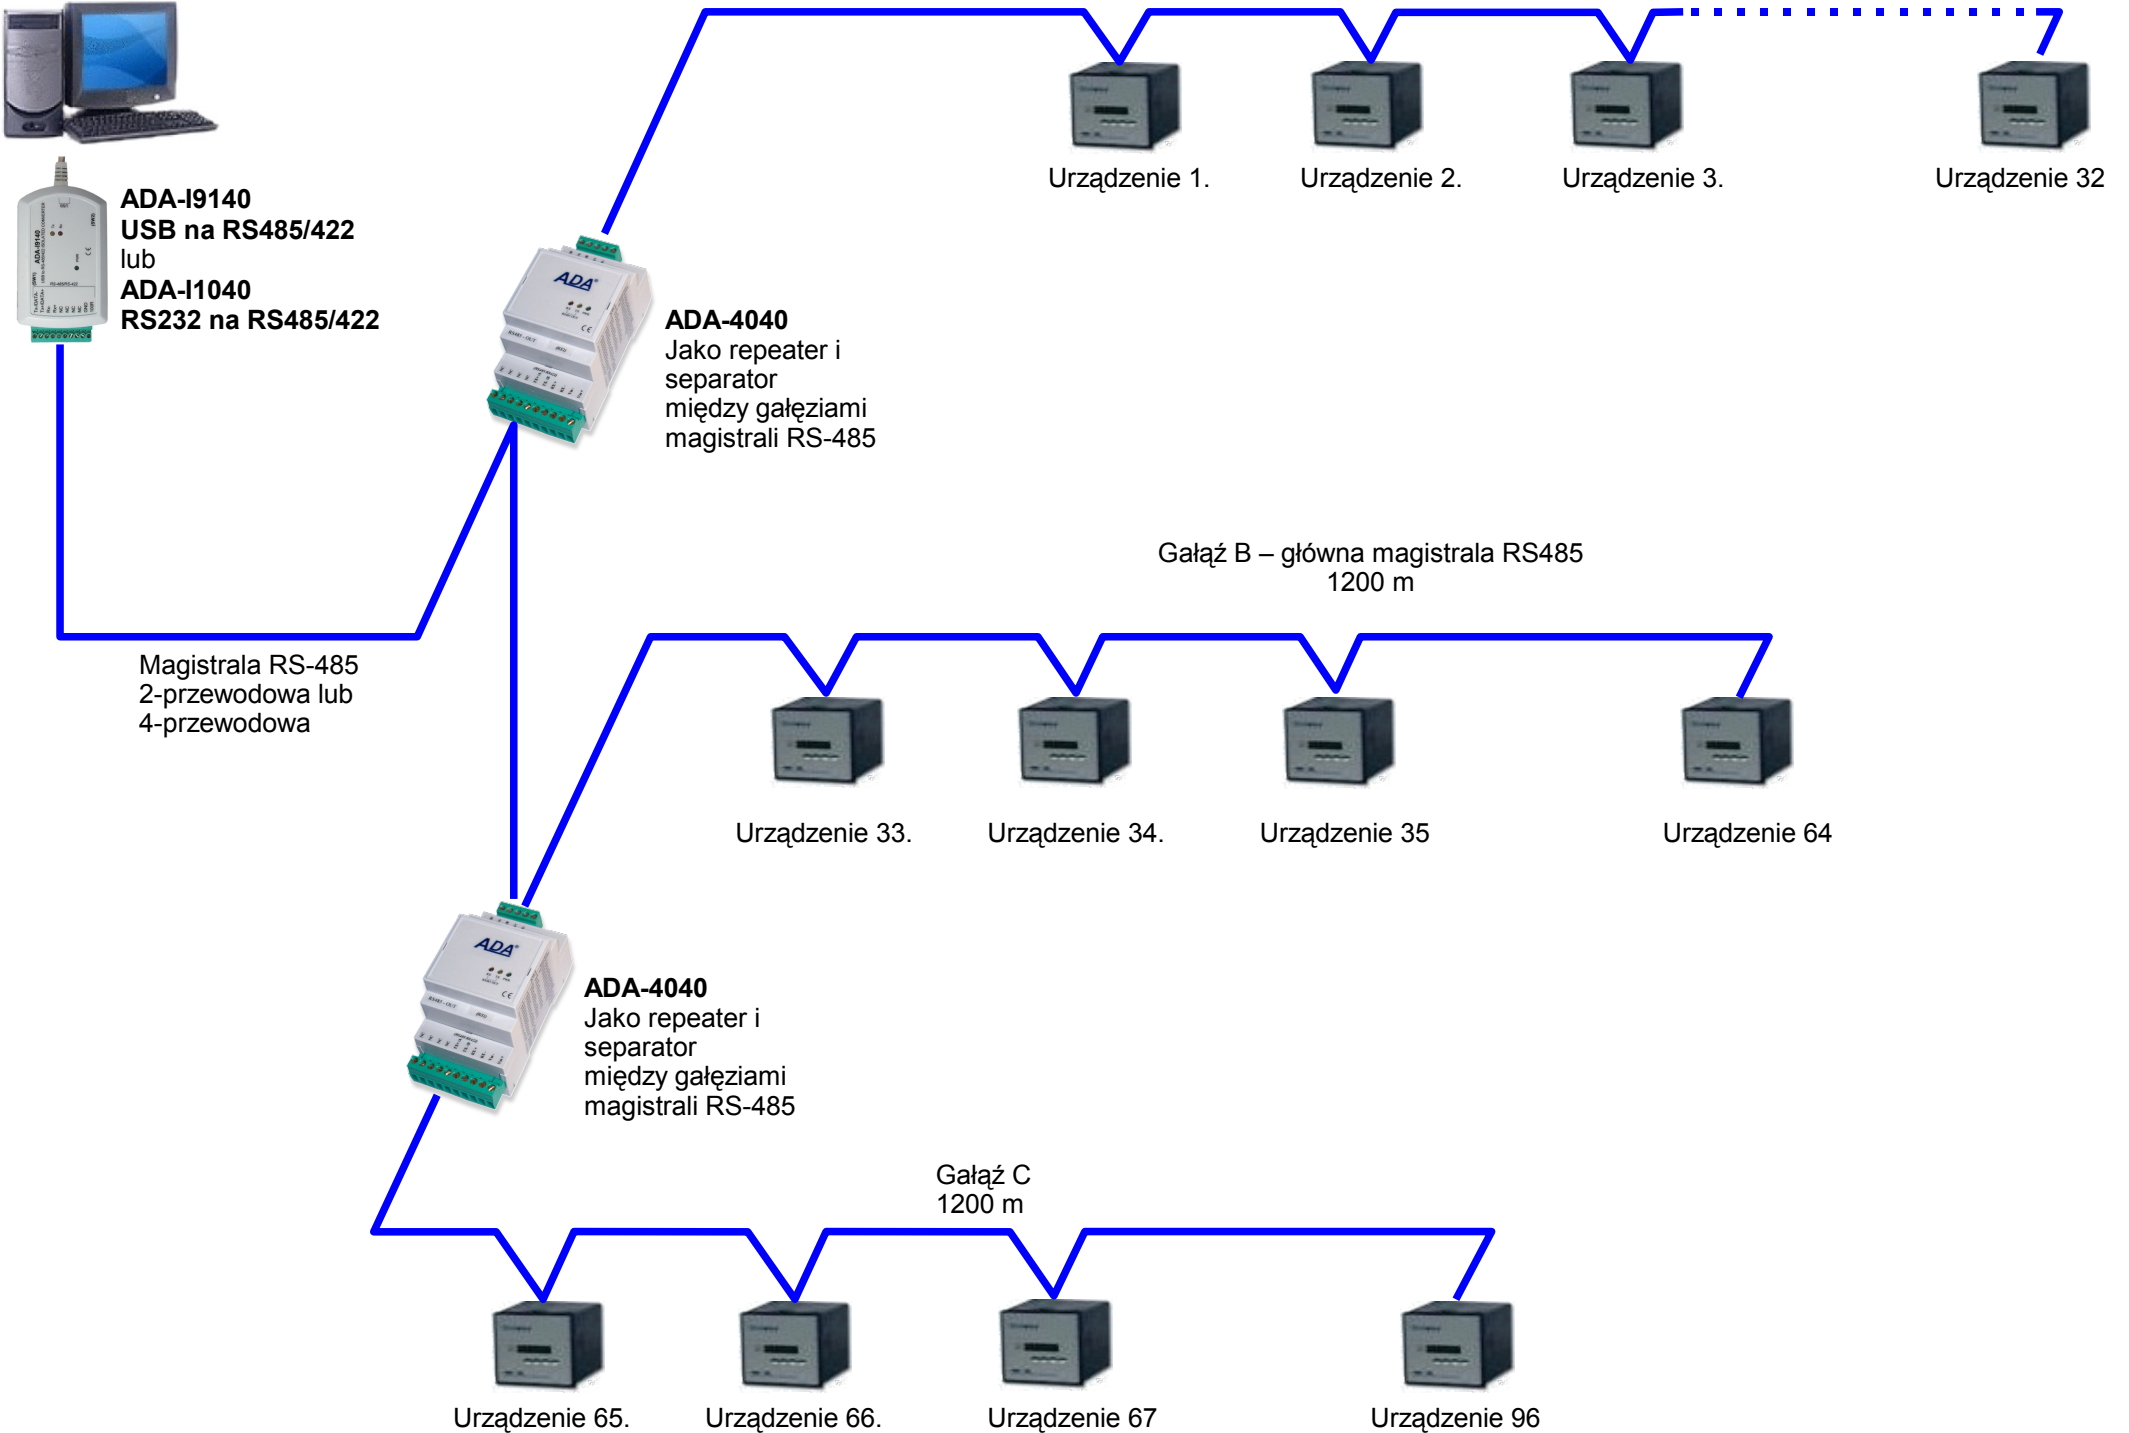 Urządzenie 1.
Urządzenie 2.
Urządzenie 3.
Urządzenie 32
ADA-I9140
USB na RS485/422
lub
ADA-I1040
RS232 na RS485/422
ADA
ADA-4040
Jako repeater i
separator
między gałęziami
magistrali RS-485
Gałąź B – główna magistrala RS485
1200 m
Magistrala RS-485
2-przewodowa lub
4-przewodowa
Urządzenie 33.
Urządzenie 34.
Urządzenie 35
Urządzenie 64
ADA
ADA-4040
Jako repeater i
separator
między gałęziami
magistrali RS-485
Gałąź C
1200 m
Urządzenie 65.
Urządzenie 66.
Urządzenie 67
Urządzenie 96